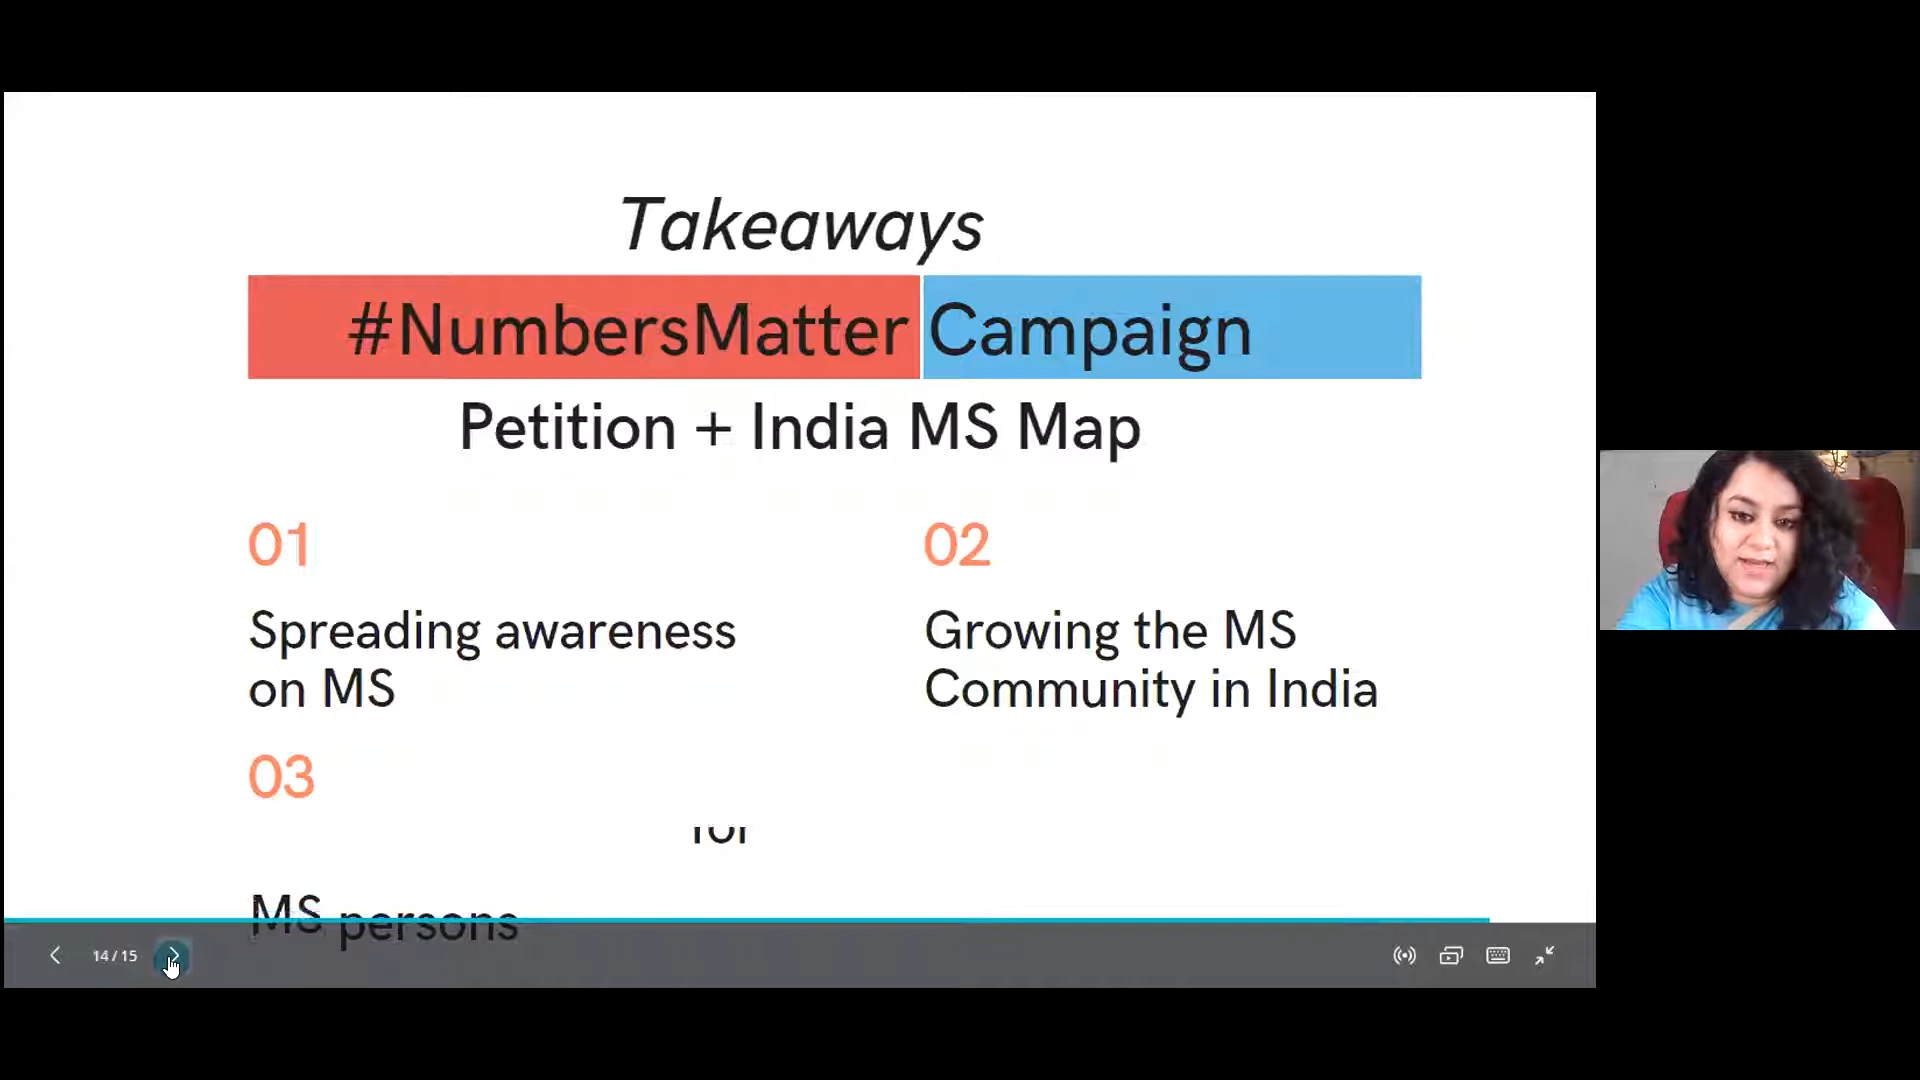 Takeaways
#NumbersMatter Campaign
Petition + India MS Map
01
Spreading awareness
on MS
02
Growing the MS
Community in India
03
for
MS persons
14 / 15